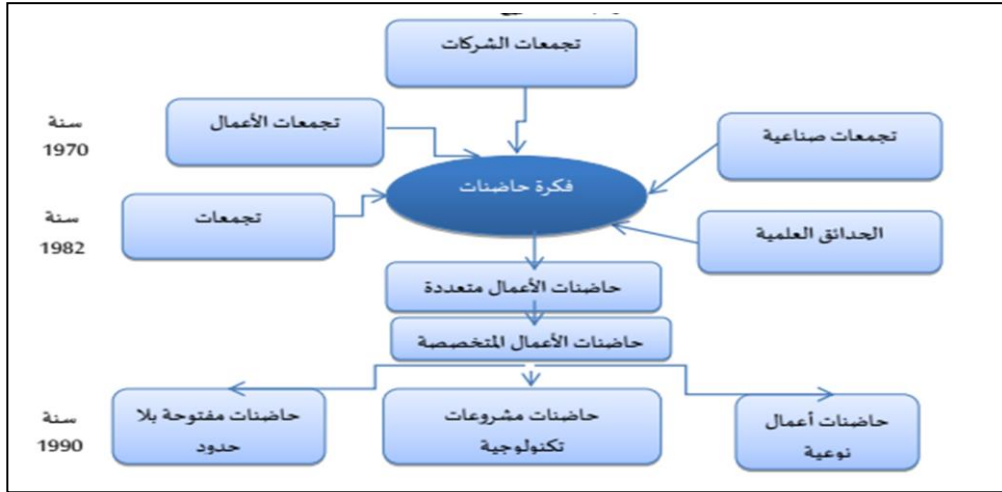 تجمعات الشركات
تجمعات الأعمال
سنة
1970
تجمعات صناعية
فكرة حاضنات
تجمعات
سنة
1982
الحدائق العلمية
حاضنات الأعمال متعددة
حاضنات الأعمال المتخصصة
حاضنات أعمال
نوعية
حاضنات مشروعات
تكنولوجية
حاضنات مفتوحة بلا
حدود
سنة
1990